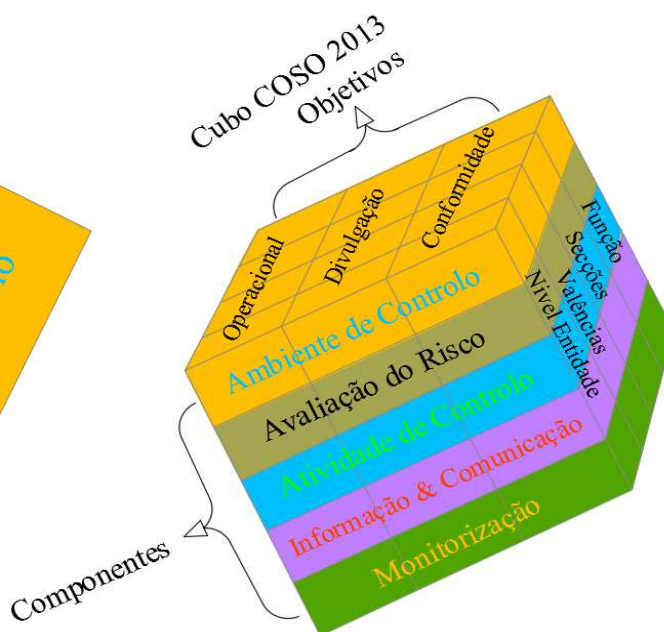 Cubo COSO 2013
Objetivos
Operacional
Divulgação
Conformidade
Função
Secções
Valências
Nivel Entidade
Ambiente de Controlo
Avaliação do Risco
Atividade de Controlo
Informação & Comunicação
Monitorização
Componentes